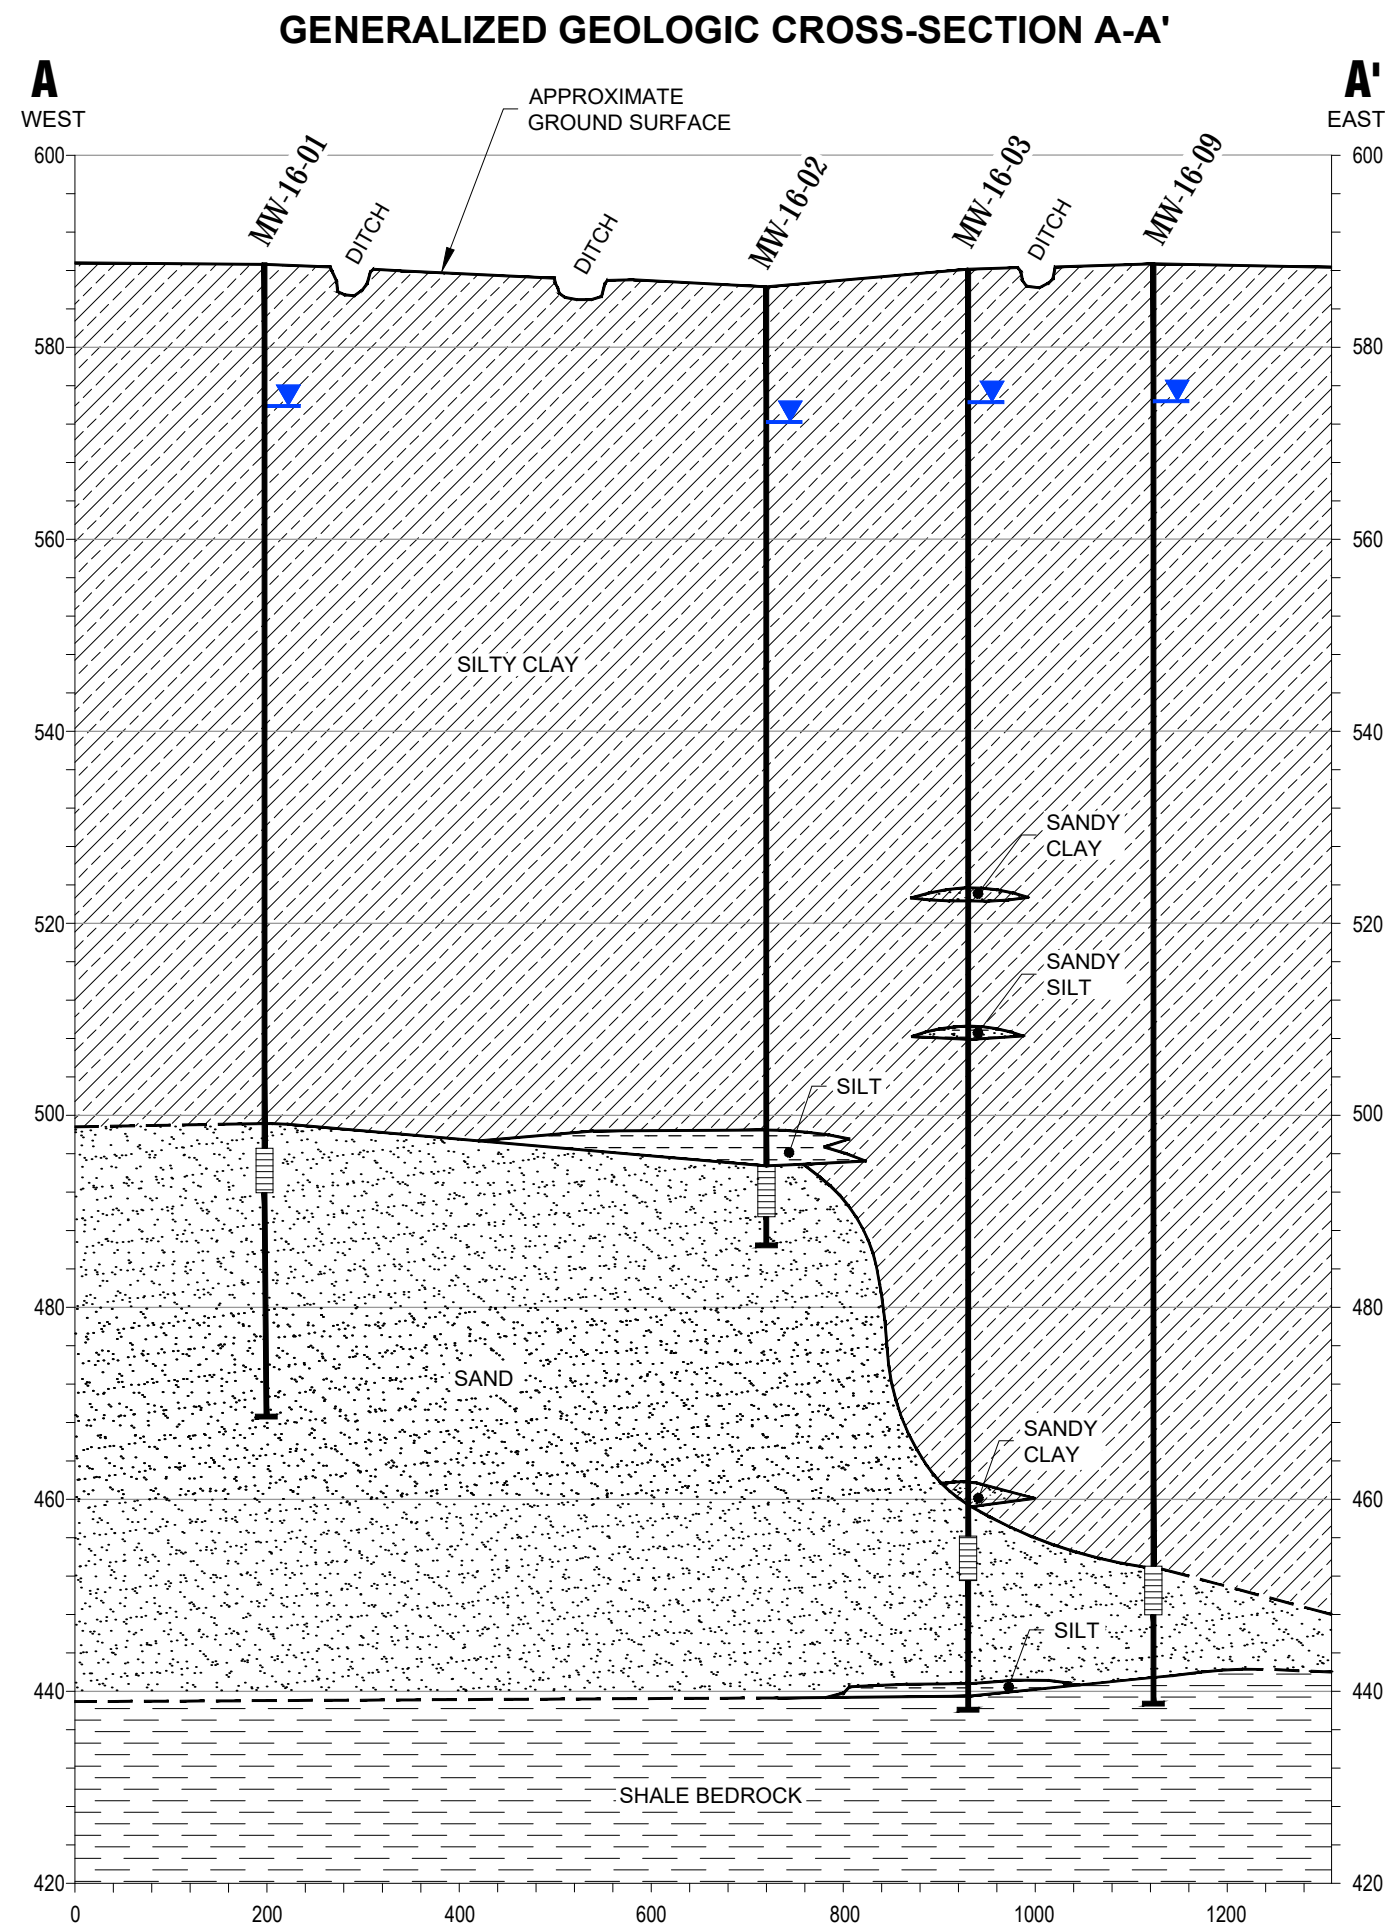 GENERALIZED GEOLOGIC CROSS-SECTION A-A'
A
WEST
A'
EAST
APPROXIMATE
GROUND SURFACE
MW-16-01
DITCH
DITCH
MW-16-02
MW-16-03
DITCH
MW-16-09
600
600
580
580
560
560
SILTY CLAY
540
540
SANDY
CLAY
520
520
SANDY
SILT
SILT
500
500
480
480
SAND
SANDY
CLAY
460
460
SILT
440
440
SHALE BEDROCK
420
420
0
200
400
600
800
1000
1200